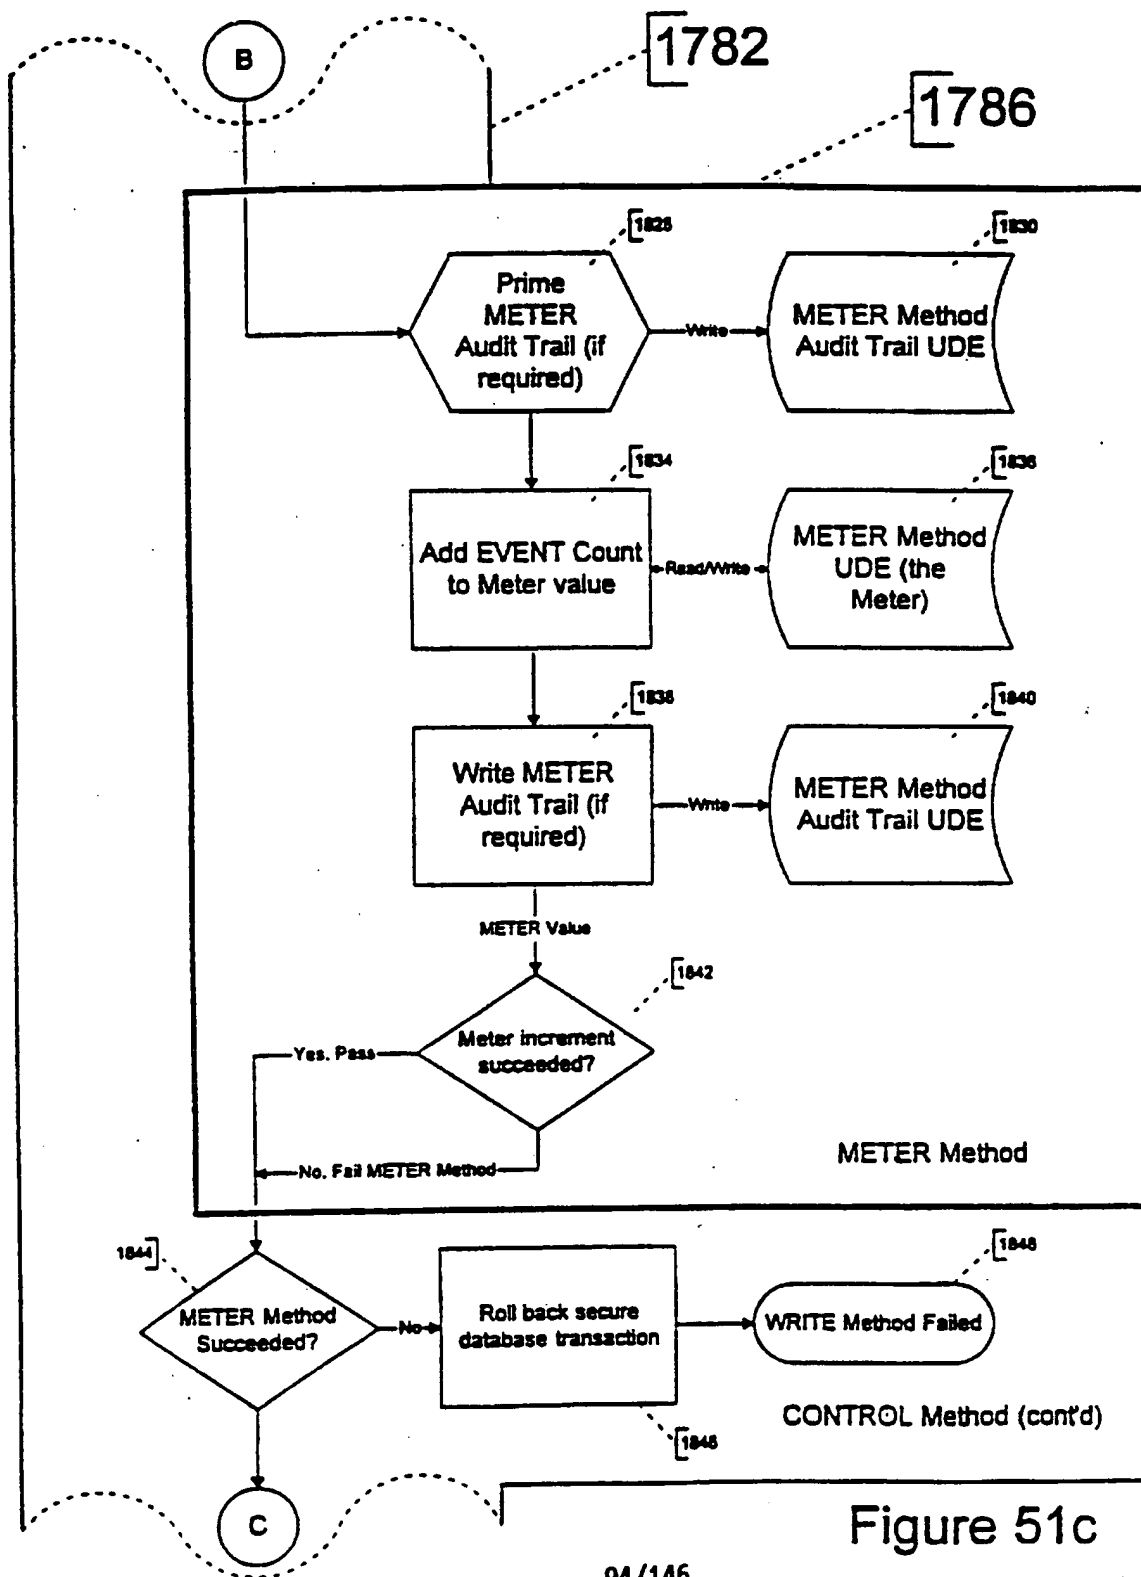 B
1782
1786
1828
1830
Prime
METER
Audit Trail (if
required)
Write
METER Method
Audit Trail UDE
1834
1836
Add EVENT Count
to Meter value
Read/Write
METER Method
UDE (the
Meter)
1838
1840
Write METER
Audit Trail (if
required)
Write
METER Method
Audit Trail UDE
METER Value
1842
Meter increment
succeeded?
Yes. Pass
No. Fail METER Method
METER Method
1844
1848
METER Method
Succeeded?
No
Roll back secure
database transaction
WRITE Method Failed
1846
CONTROL Method (cont'd)
C
Figure 51c
94/146